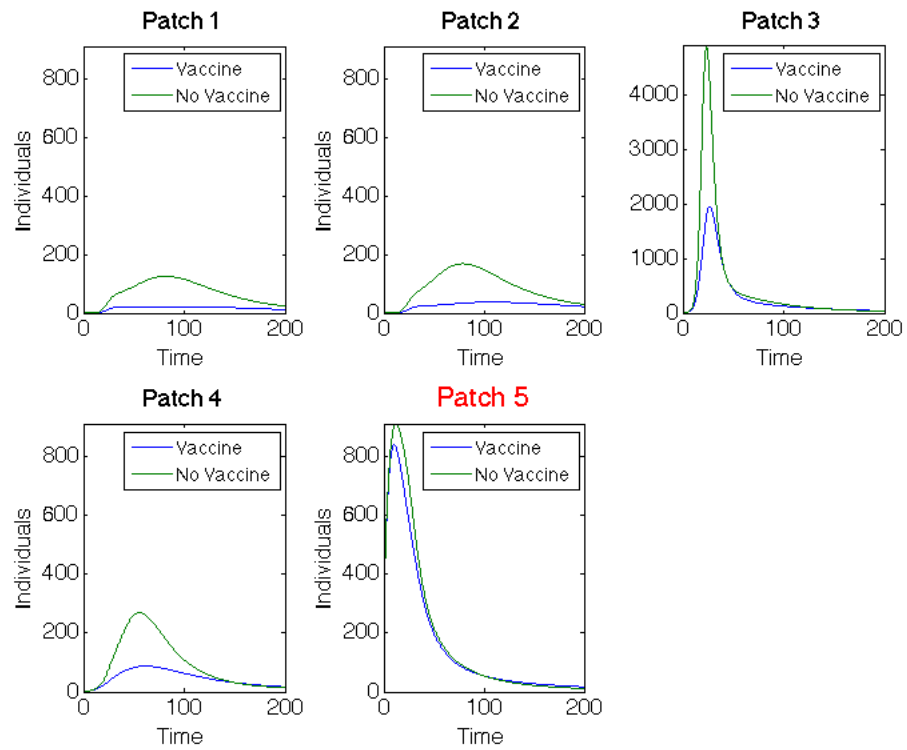 Patch 1
Vaccine
No Vaccine
800
600
400
200
0
Individuals
0 100 200
Time
Patch 2
Vaccine
No Vaccine
800
600
400
200
0
Individuals
0 100 200
Time
Patch 3
Vaccine
No Vaccine
4000
3000
2000
1000
0
Individuals
0 100 200
Time
Patch 4
Vaccine
No Vaccine
800
600
400
200
0
Individuals
0 100 200
Time
Patch 5
Vaccine
No Vaccine
800
600
400
200
0
Individuals
0 100 200
Time